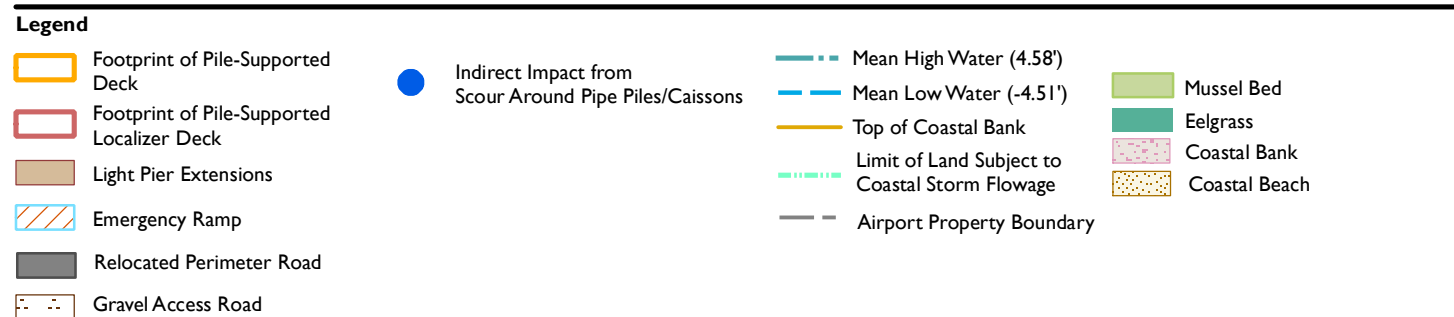 Legend
Footprint of Pile-Supported
Deck
Footprint of Pile-Supported
Localizer Deck
Light Pier Extensions
Emergency Ramp
Relocated Perimeter Road
Gravel Access Road
Indirect Impact from
Scour Around Pipe Piles/Caissons
Mean High Water (4.58')
Mean Low Water (-4.51')
Top of Coastal Bank
Limit of Land Subject to
Coastal Storm Flowage
Airport Property Boundary
Mussel Bed
Eelgrass
Coastal Bank
Coastal Beach